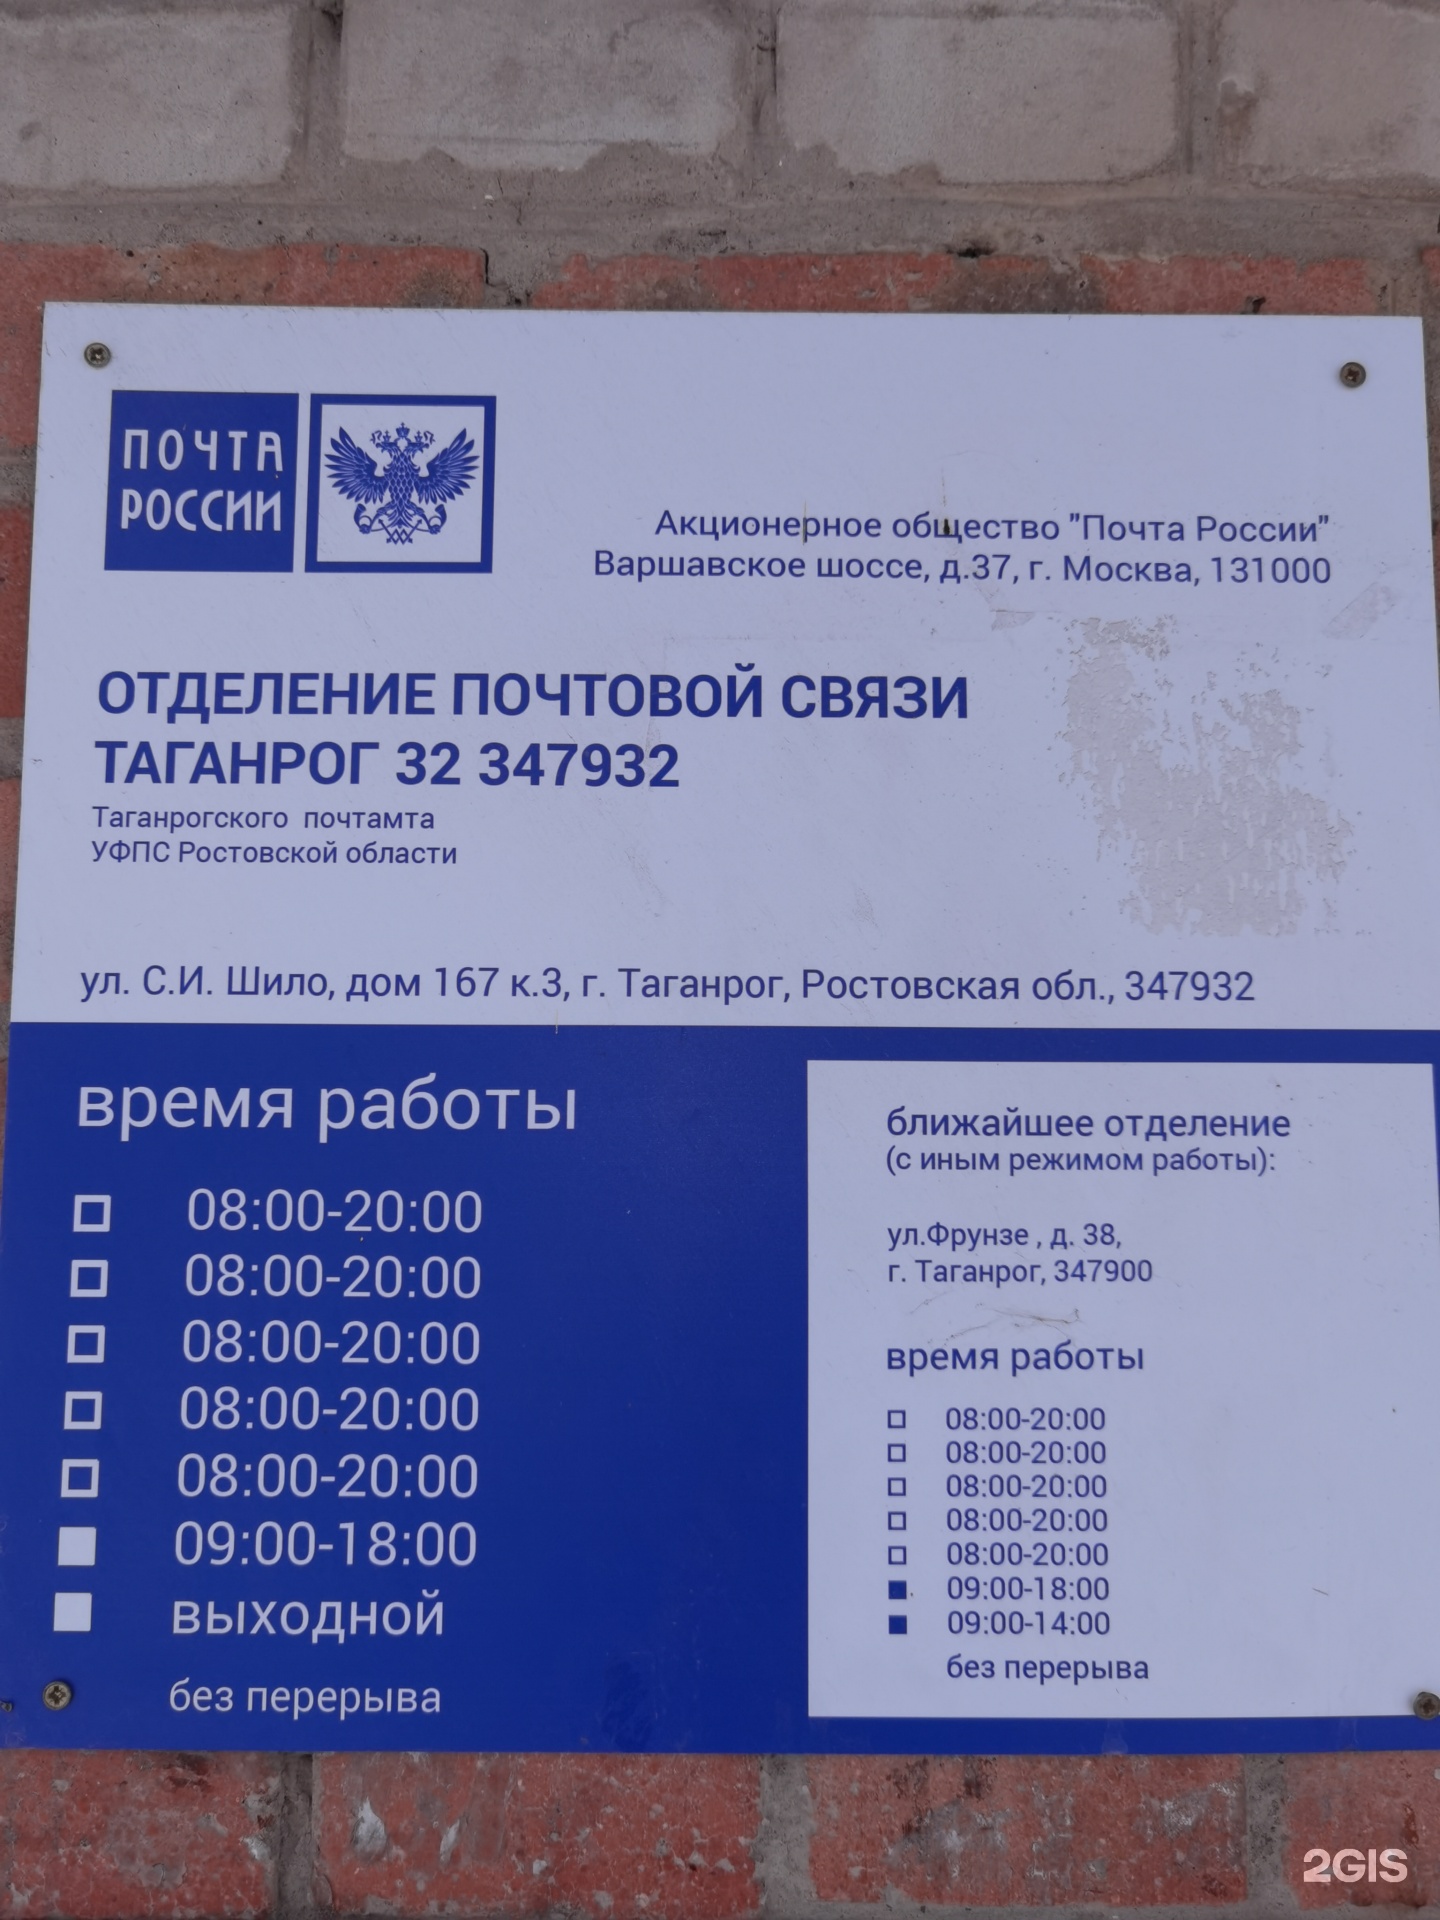 ПОЧТА
РОССИИ
Акционерное общество "Почта России"
Варшавское шоссе, д.37, г. Москва, 131000
ОТДЕЛЕНИЕ ПОЧТОВОЙ СВЯЗИ
ТАГАНРОГ 32 347932
Таганрогского почтамта
УФПС Ростовской области
ул. С.И. Шило, дом 167 к.3, г. Таганрог, Ростовская обл., 347932
время работы
08:00-20:00
08:00-20:00
08:00-20:00
08:00-20:00
08:00-20:00
09:00-18:00
выходной
без перерыва
ближайшее отделение
(с иным режимом работы):
ул.Фрунзе , д. 38,
г. Таганрог, 347900
время работы
08:00-20:00
08:00-20:00
08:00-20:00
08:00-20:00
08:00-20:00
09:00-18:00
09:00-14:00
без перерыва
2GIS